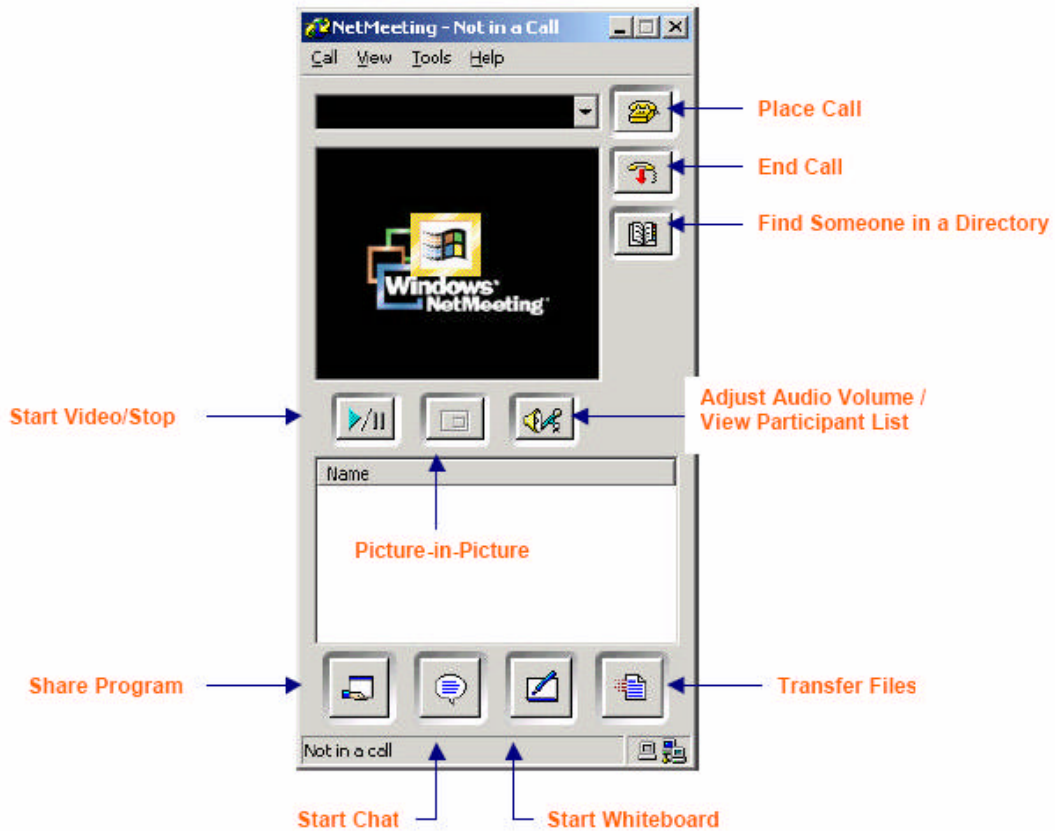 NetMeeting - Not in a Call
Call View Tools Help
Place Call
End Call
Find Someone in a Directory
Windows
NetMeeting
Start Video/Stop
Adjust Audio Volume /
View Participant List
Name
Picture-in-Picture
Share Program
Transfer Files
Not in a call
Start Chat
Start Whiteboard